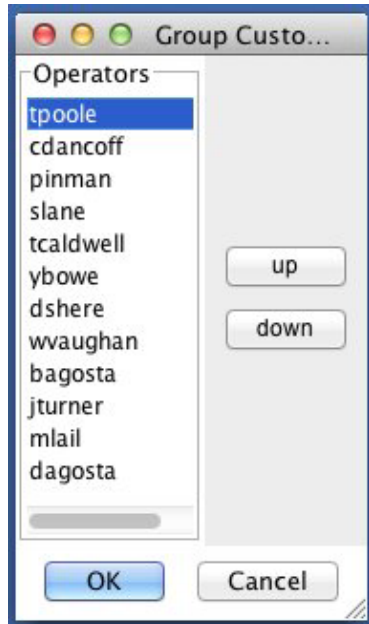 Group Custo...
Operators
tpoole
cdancoff
pinman
slane
tcaldwell
ybowe
dshere
wvaughan
bagosta
jturner
mlail
dagosta
up
down
OK
Cancel